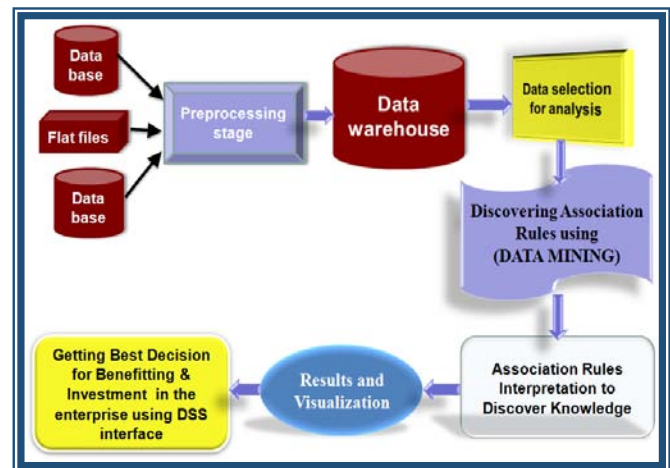 Data
base
Flat files
Data
base
Preprocessing
stage
Data
warehouse
Data selection
for analysis
Discovering Association
Rules using
(DATA MINING)
Association Rules
Interpretation to
Discover Knowledge
Results and
Visualization
Getting Best Decision
for Benefitting &
Investment in the
enterprise using DSS
interface